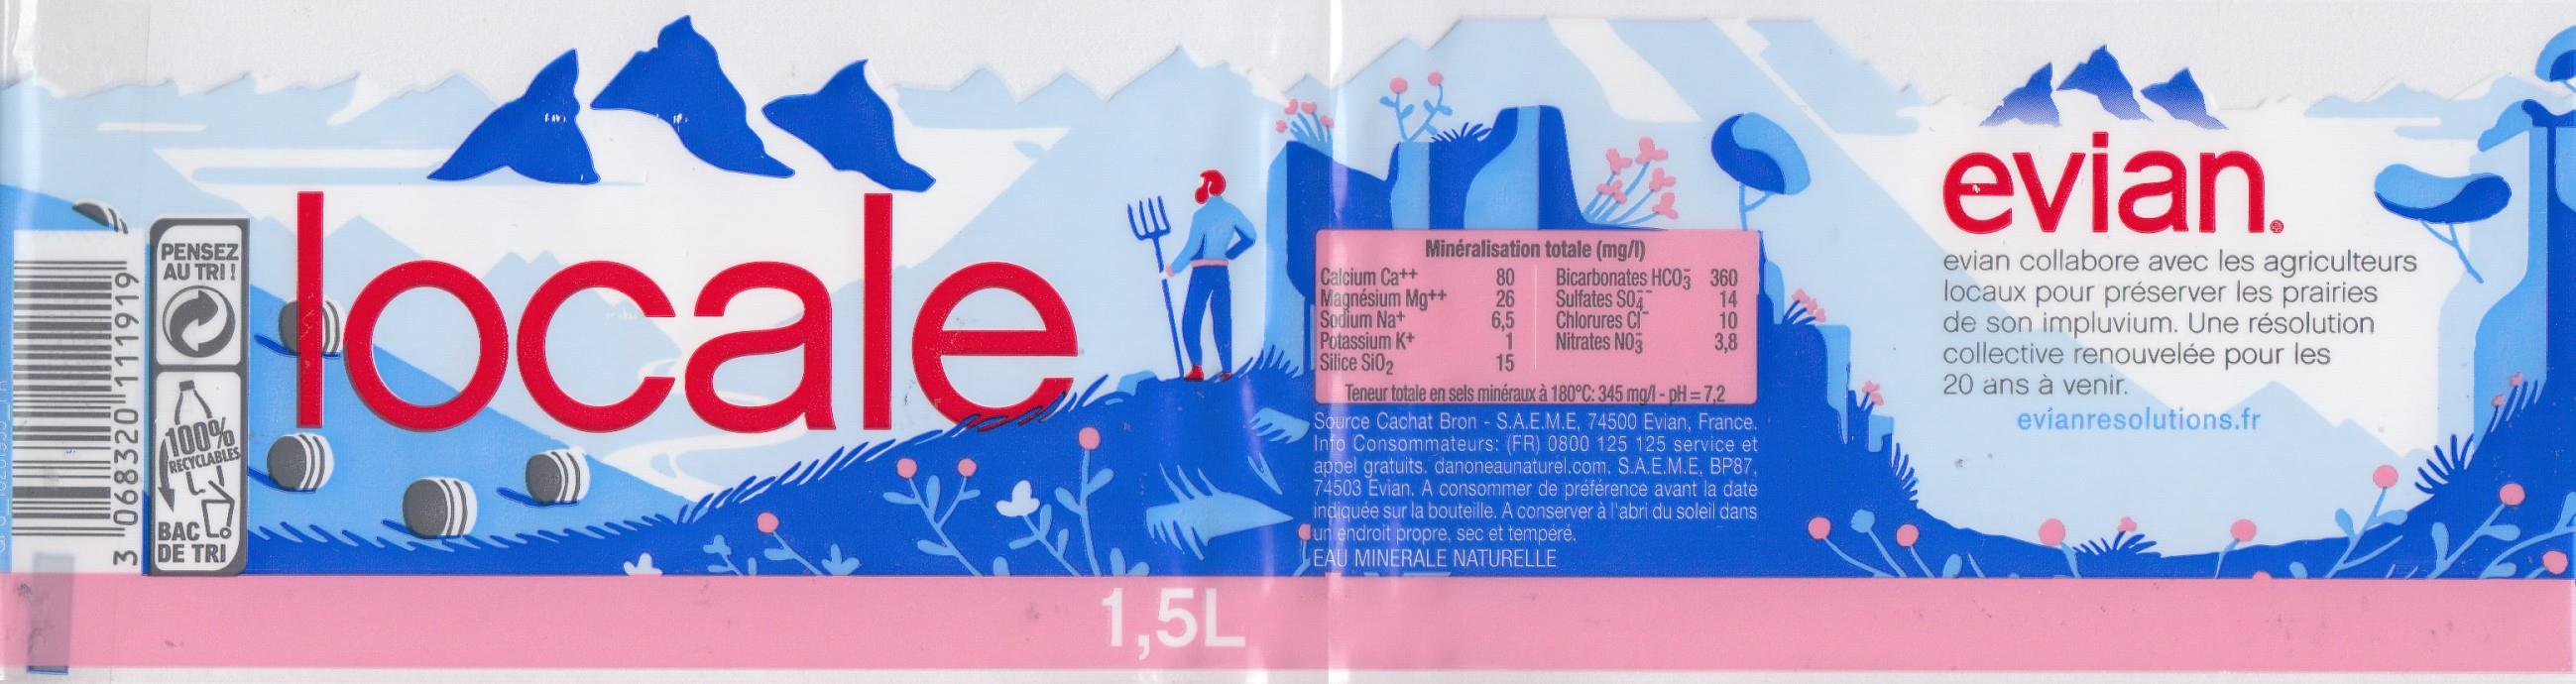 3 068320 111919
PENSEZ
AU TRI !
100%
RECYCLABLES
BAC
DE TRI
locale
1,5L
Minéralisation totale (mg/l)
Calcium Ca++ 80 Bicarbonates HCO3- 360
Magnésium Mg++ 26 Sulfates SO4-- 14
Sodium Na+ 6,5 Chlorures Cl- 10
Potassium K+ 1 Nitrates NO3- 3,8
Silice SiO2 15
Teneur totale en sels minéraux à 180°C: 345 mg/l - pH = 7,2
Source Cachat Bron - S.A.E.M.E, 74500 Evian, France.
Info Consommateurs: (FR) 0800 125 125 service et
appel gratuits. danoneaunaturel.com. S.A.E.M.E, BP87,
74503 Evian. A consommer de préférence avant la date
indiquée sur la bouteille. A conserver à l'abri du soleil dans
un endroit propre, sec et tempéré.
EAU MINERALE NATURELLE
evian®
evian collabore avec les agriculteurs
locaux pour préserver les prairies
de son impluvium. Une résolution
collective renouvelée pour les
20 ans à venir.
evianresolutions.fr